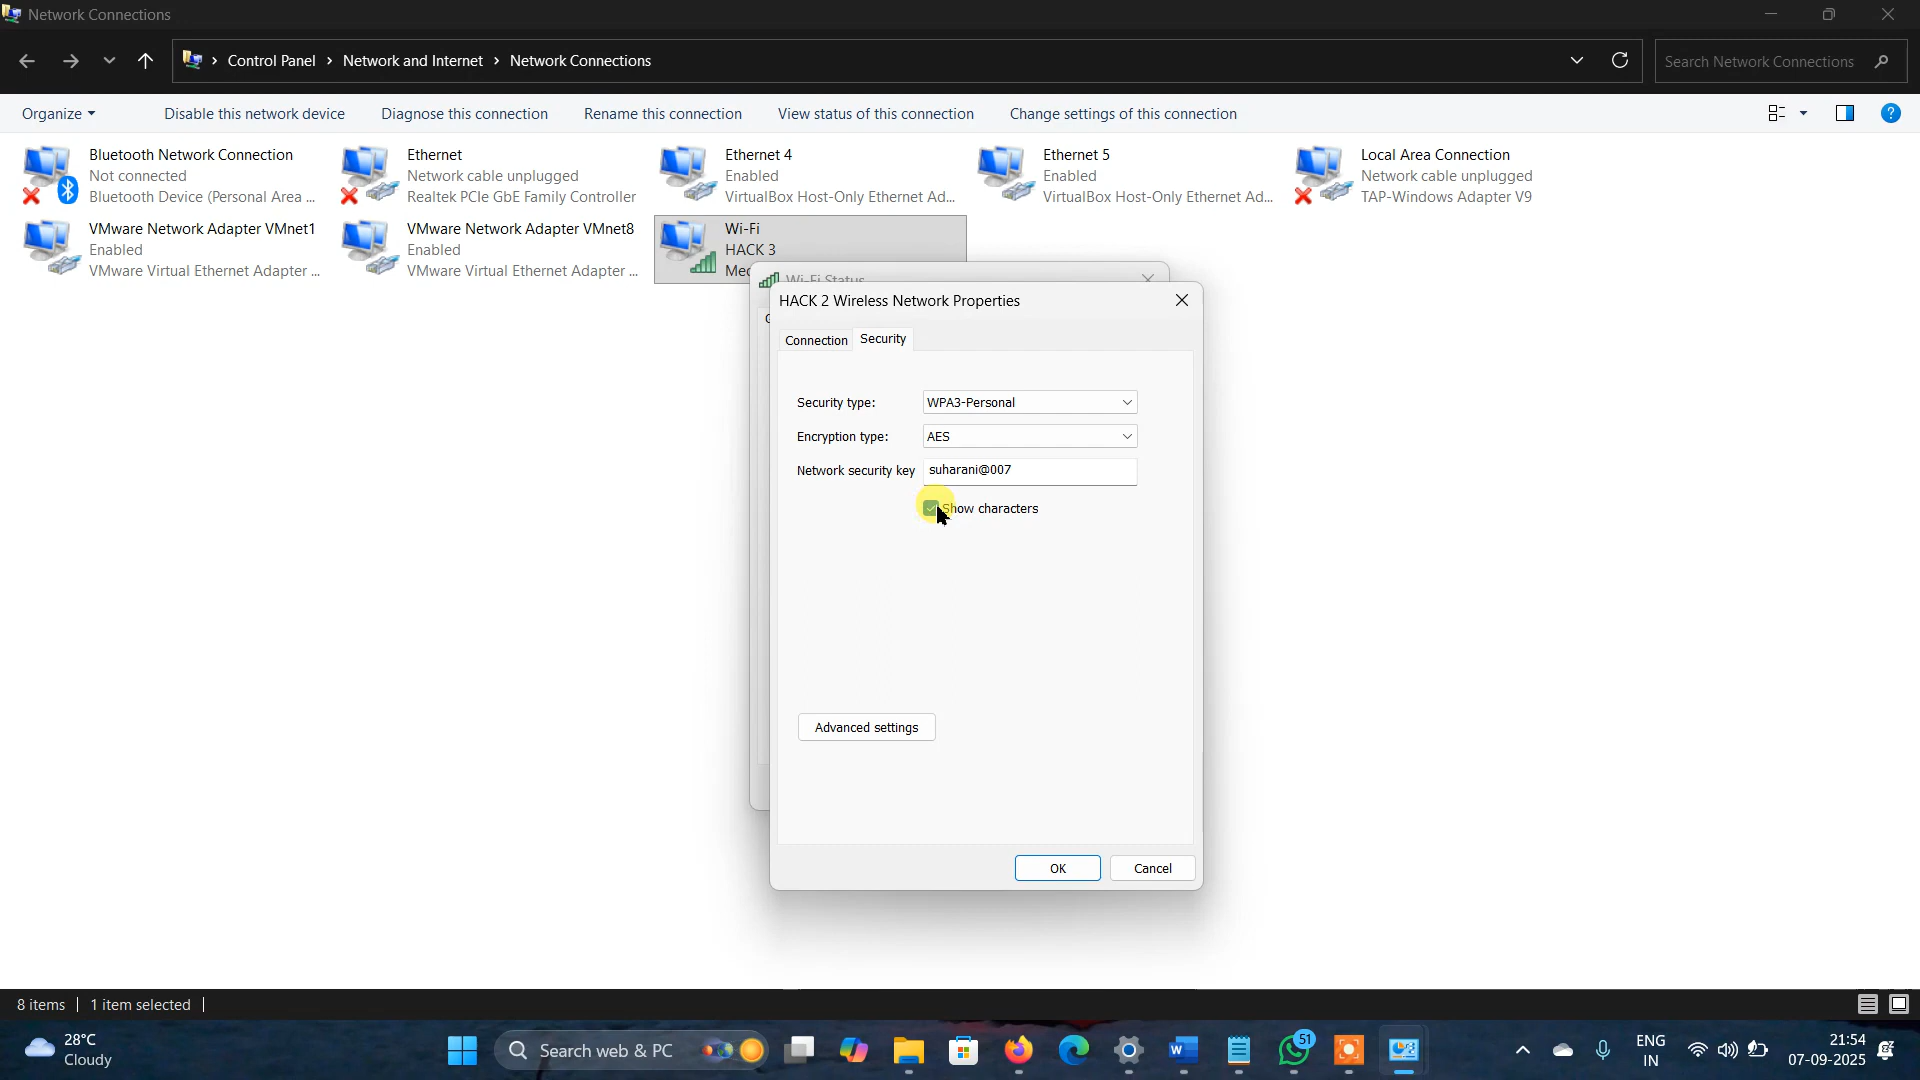 Network Connections
Control Panel > Network and Internet > Network Connections
Search Network Connections
Organize
Disable this network device
Diagnose this connection
Rename this connection
View status of this connection
Change settings of this connection
Bluetooth Network Connection
Not connected
Bluetooth Device (Personal Area ...
Ethernet
Network cable unplugged
Realtek PCIe GbE Family Controller
Ethernet 4
Enabled
VirtualBox Host-Only Ethernet Ad...
Ethernet 5
Enabled
VirtualBox Host-Only Ethernet Ad...
Local Area Connection
Network cable unplugged
TAP-Windows Adapter V9
VMware Network Adapter VMnet1
Enabled
VMware Virtual Ethernet Adapter ...
VMware Network Adapter VMnet8
Enabled
VMware Virtual Ethernet Adapter ...
Wi-Fi
HACK 3
Wi-Fi Status
HACK 2 Wireless Network Properties
Connection
Security
Security type:
WPA3-Personal
Encryption type:
AES
Network security key
suharani@007
Show characters
Advanced settings
OK
Cancel
8 items
1 item selected
28°C
Cloudy
Search web & PC
51
ENG
IN
21:54
07-09-2025